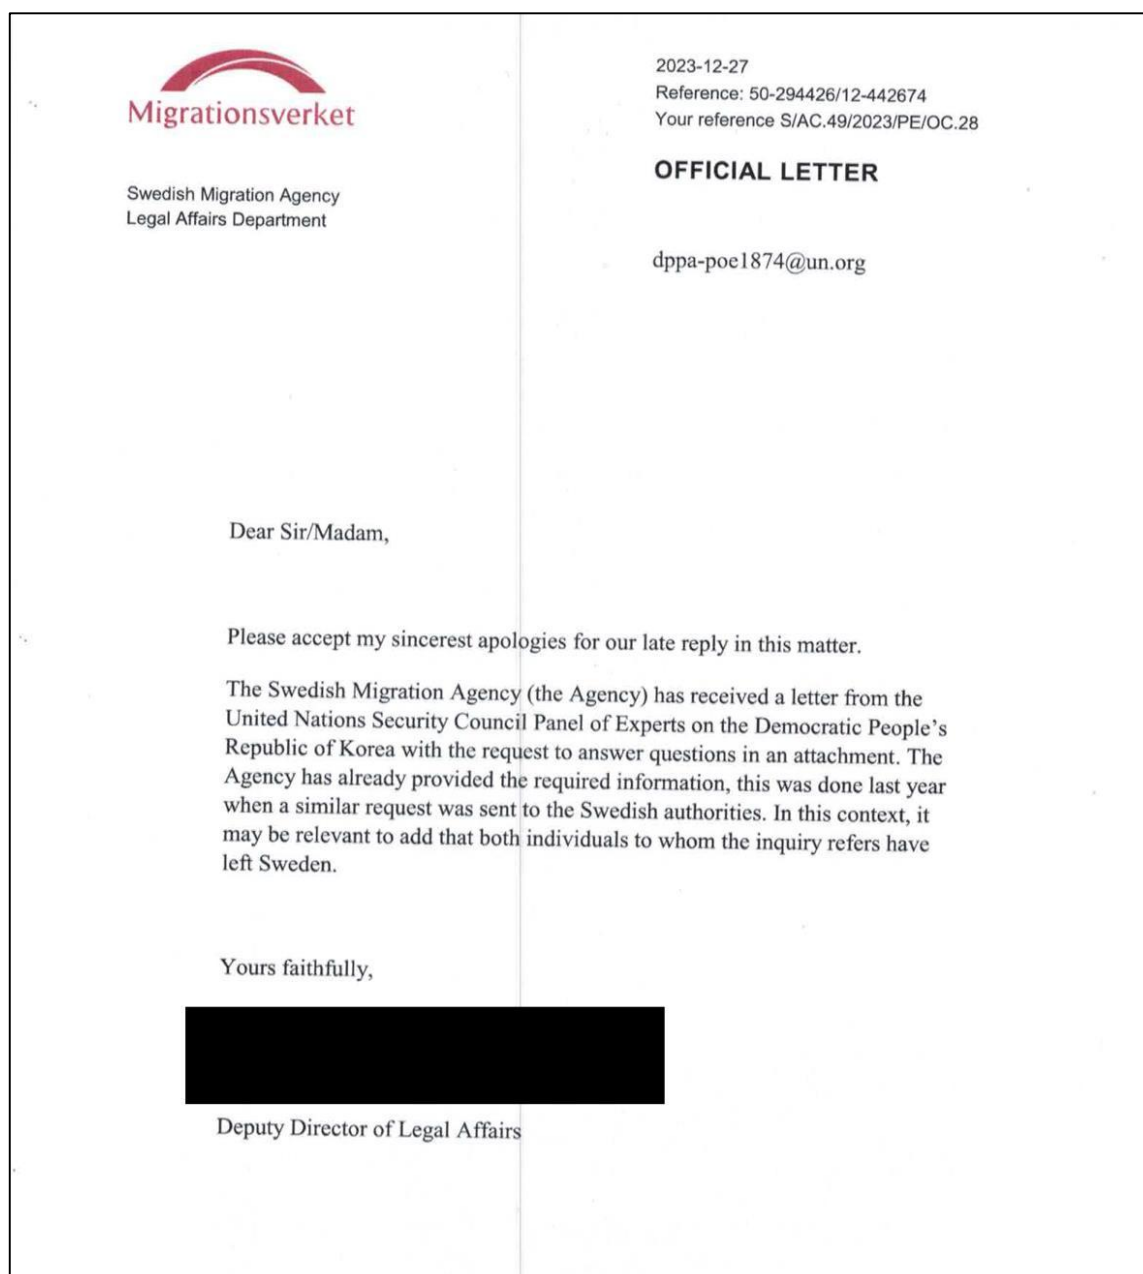 Migrationsverket
Swedish Migration Agency
Legal Affairs Department
2023-12-27
Reference: 50-294426/12-442674
Your reference S/AC.49/2023/PE/OC.28
OFFICIAL LETTER
dppa-poe1874@un.org
Dear Sir/Madam,
Please accept my sincerest apologies for our late reply in this matter.
The Swedish Migration Agency (the Agency) has received a letter from the
United Nations Security Council Panel of Experts on the Democratic People's
Republic of Korea with the request to answer questions in an attachment. The
Agency has already provided the required information, this was done last year
when a similar request was sent to the Swedish authorities. In this context, it
may be relevant to add that both individuals to whom the inquiry refers have
left Sweden.
Yours faithfully,
Deputy Director of Legal Affairs